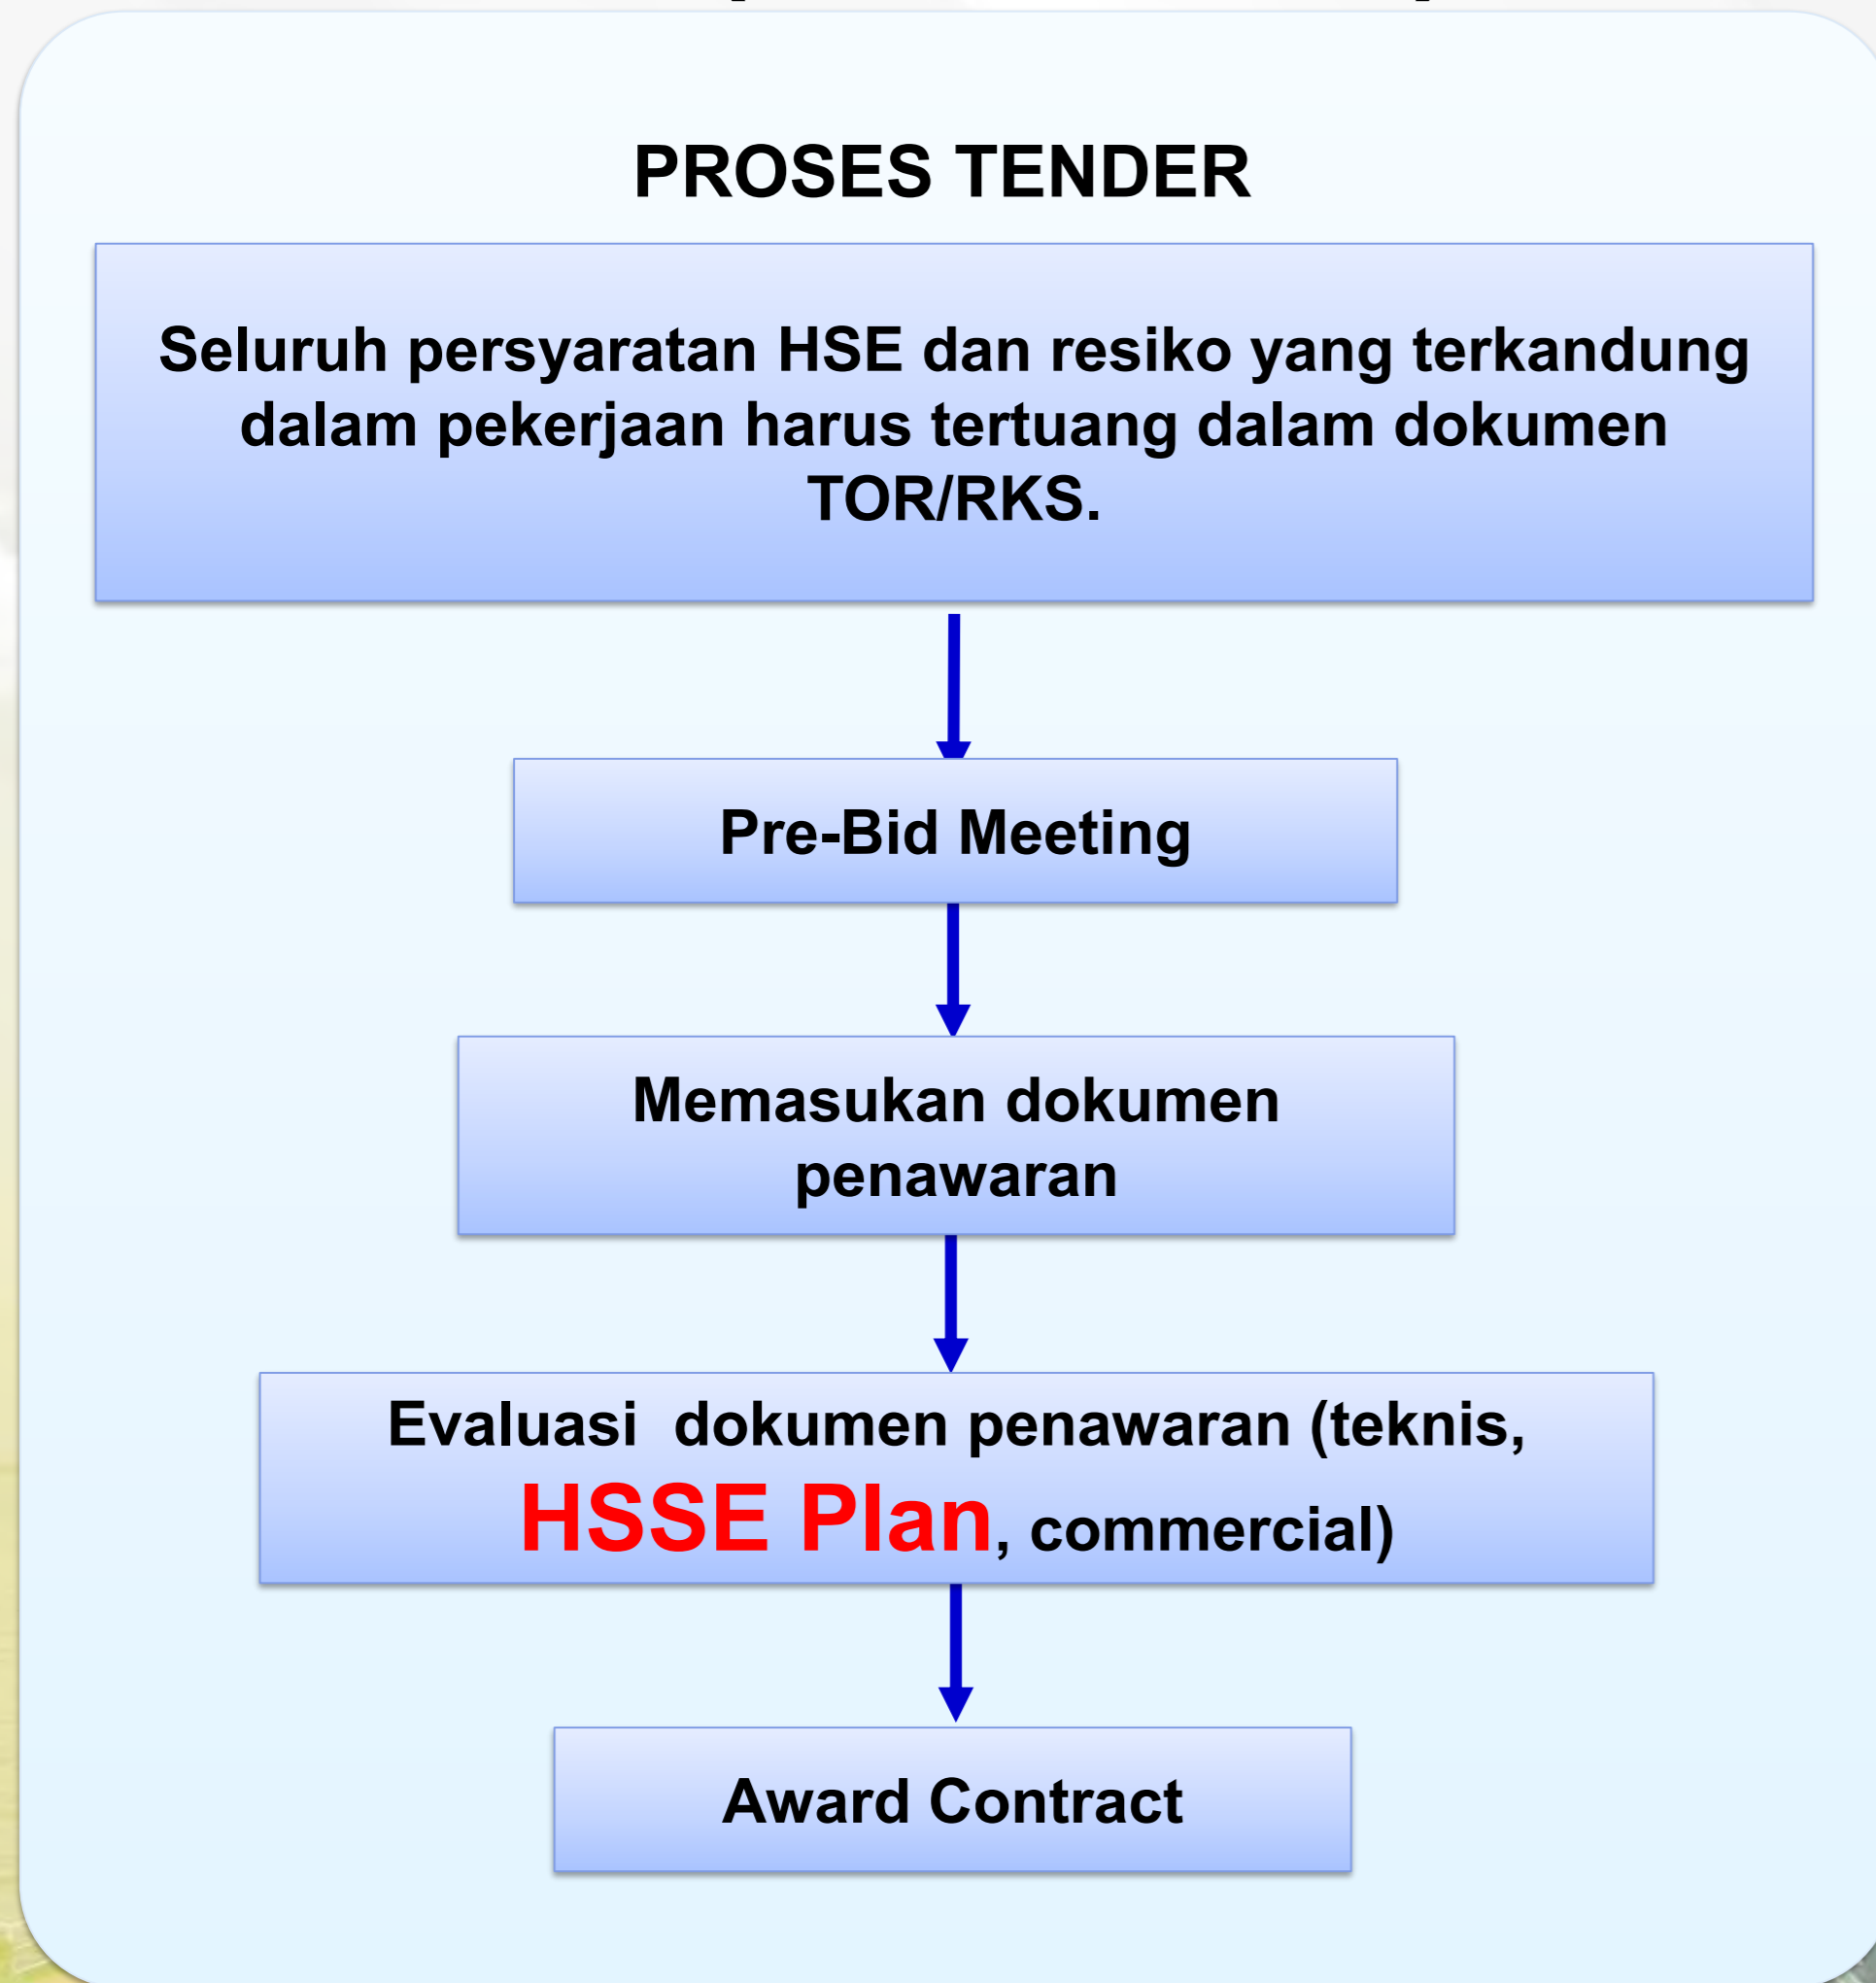 PROSES TENDER
Seluruh persyaratan HSE dan resiko yang terkandung
dalam pekerjaan harus tertuang dalam dokumen
TOR/RKS.
Pre-Bid Meeting
Memasukan dokumen
penawaran
Evaluasi  dokumen penawaran (teknis,
HSSE Plan, commercial)
Award Contract